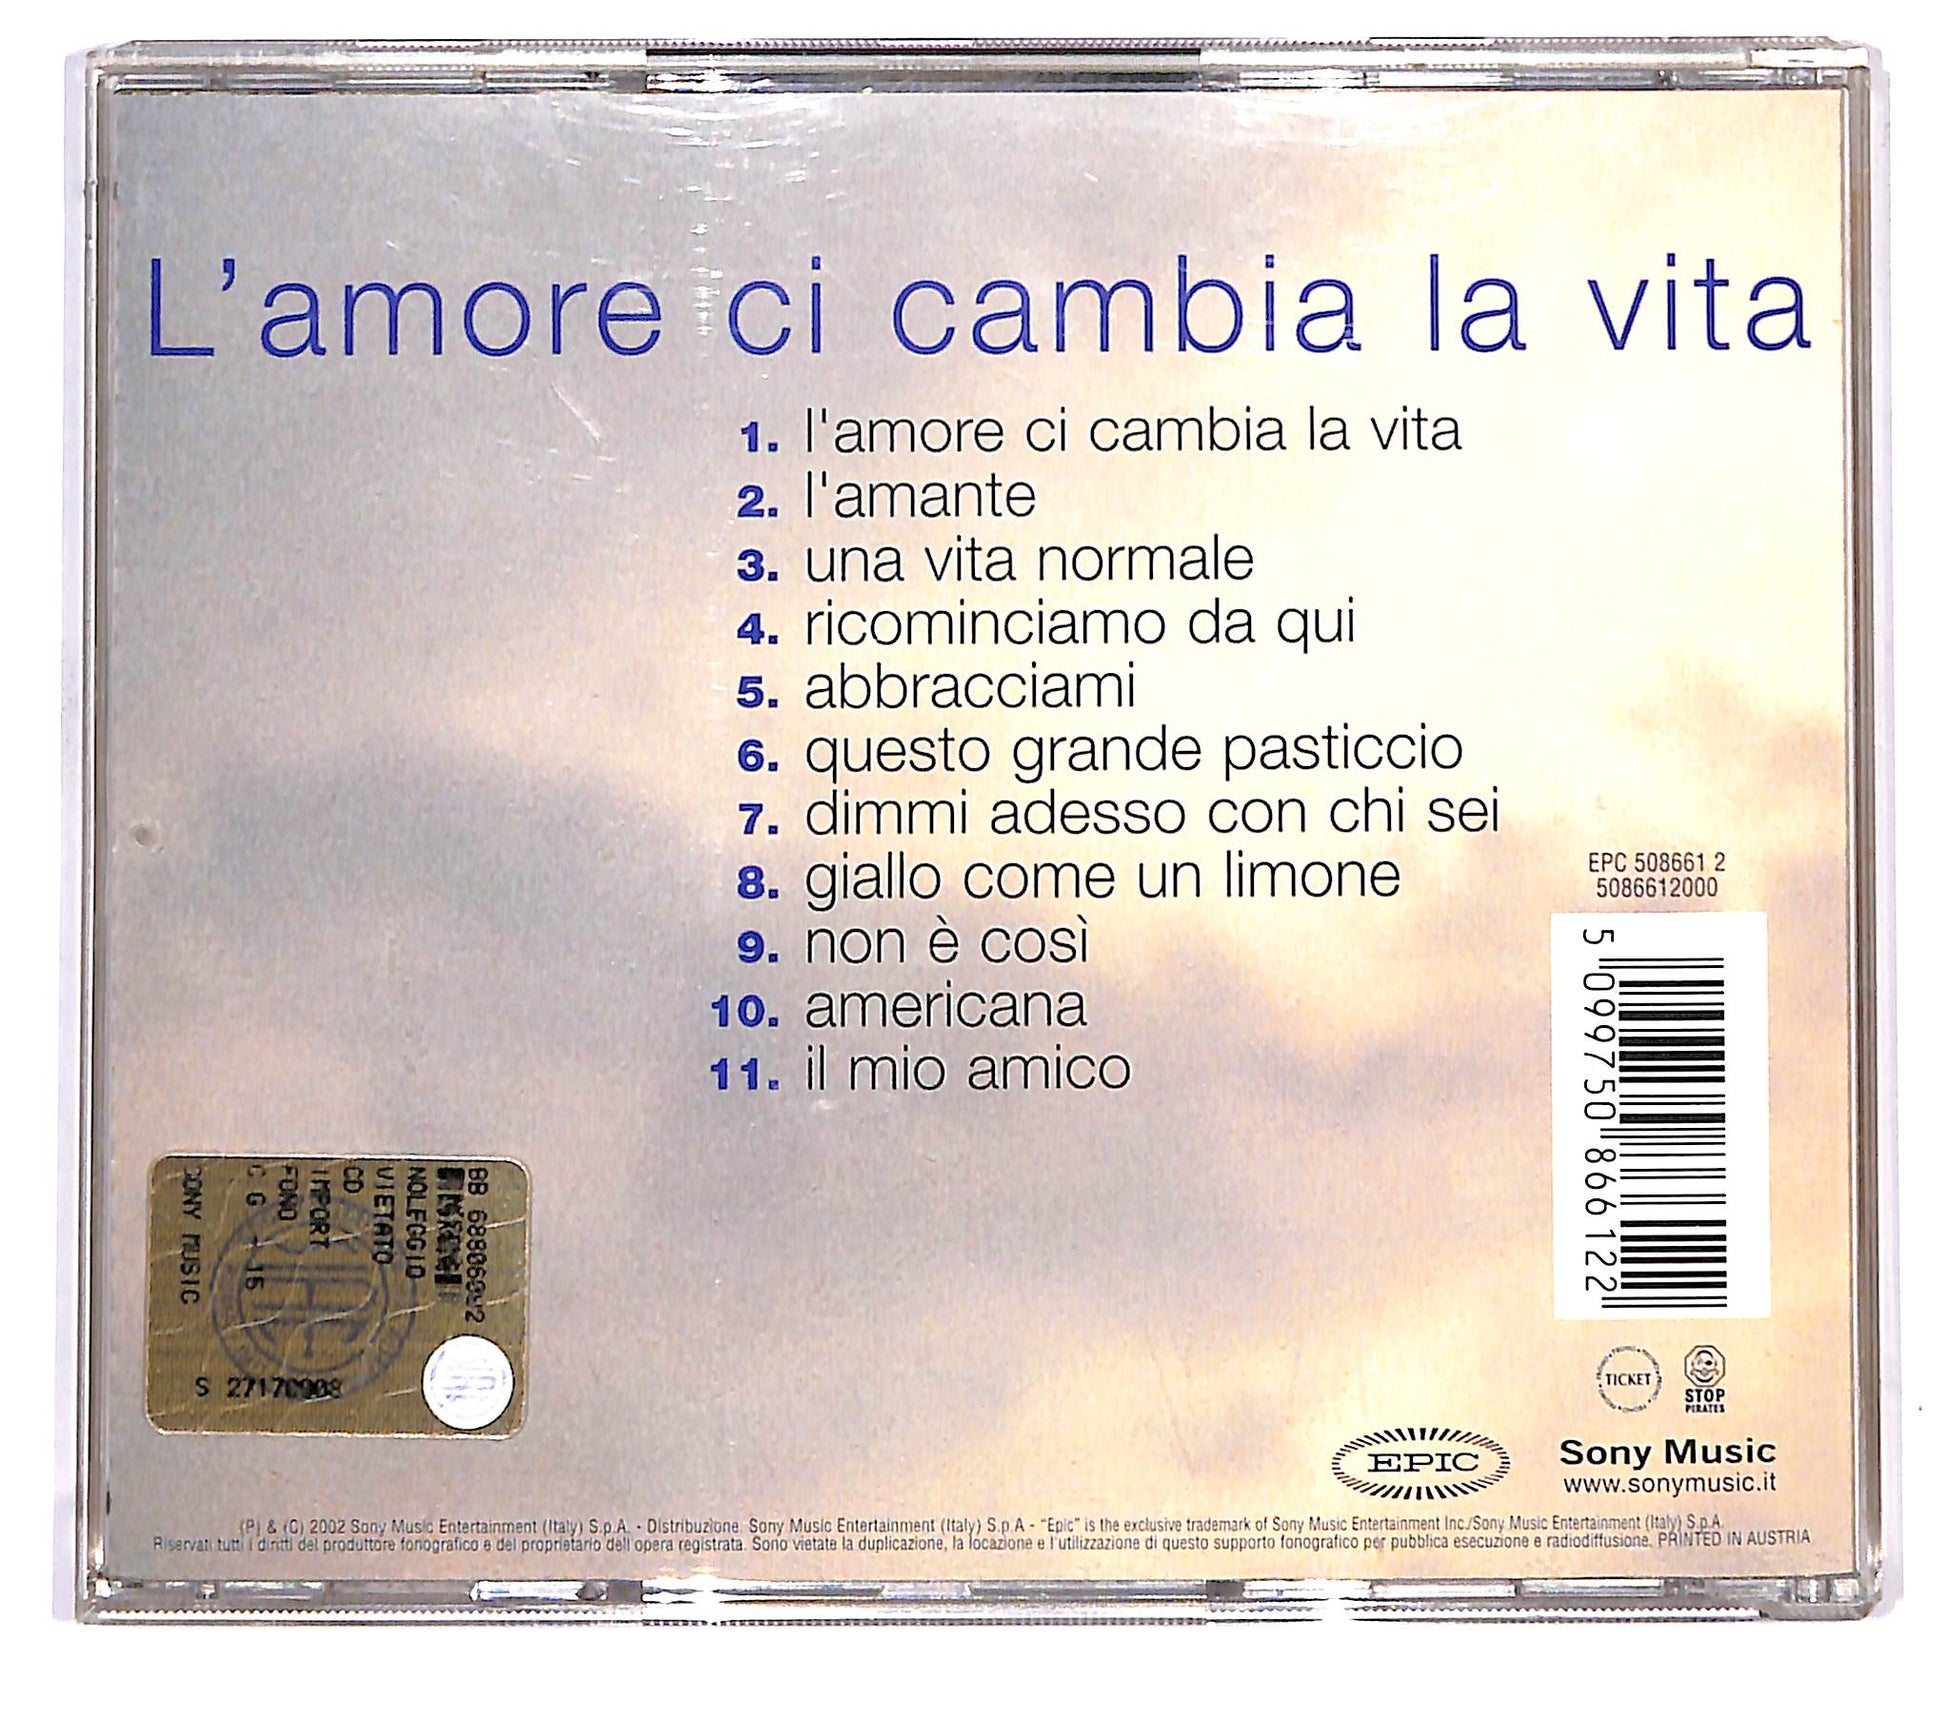 L'amore ci cambia la vita
1. l'amore ci cambia la vita
2. l'amante
3. una vita normale
4. ricominciamo da qui
5. abbracciami
6. questo grande pasticcio
7. dimmi adesso con chi sei
8. giallo come un limone
9. non è così
10. americana
11. il mio amico
EPC 508661 2
5086612000
5 099750 866122
NOLEGGIO
VIETATO
CD
IMPORT
FONO
SONY MUSIC
TICKET
STOP
PIRATES
EPIC
Sony Music
www.sonymusic.it
(P) & (C) 2002 Sony Music Entertainment (Italy) S.p.A. - Distribuzione: Sony Music Entertainment (Italy) S.p.A - "Epic" is the exclusive trademark of Sony Music Entertainment Inc./Sony Music Entertainment (Italy) S.p.A.
Riservati tutti i diritti del produttore fonografico e del proprietario dell'opera registrata. Sono vietate la duplicazione, la locazione e l'utilizzazione di questo supporto fonografico per pubblica esecuzione e radiodiffusione. PRINTED IN AUSTRIA